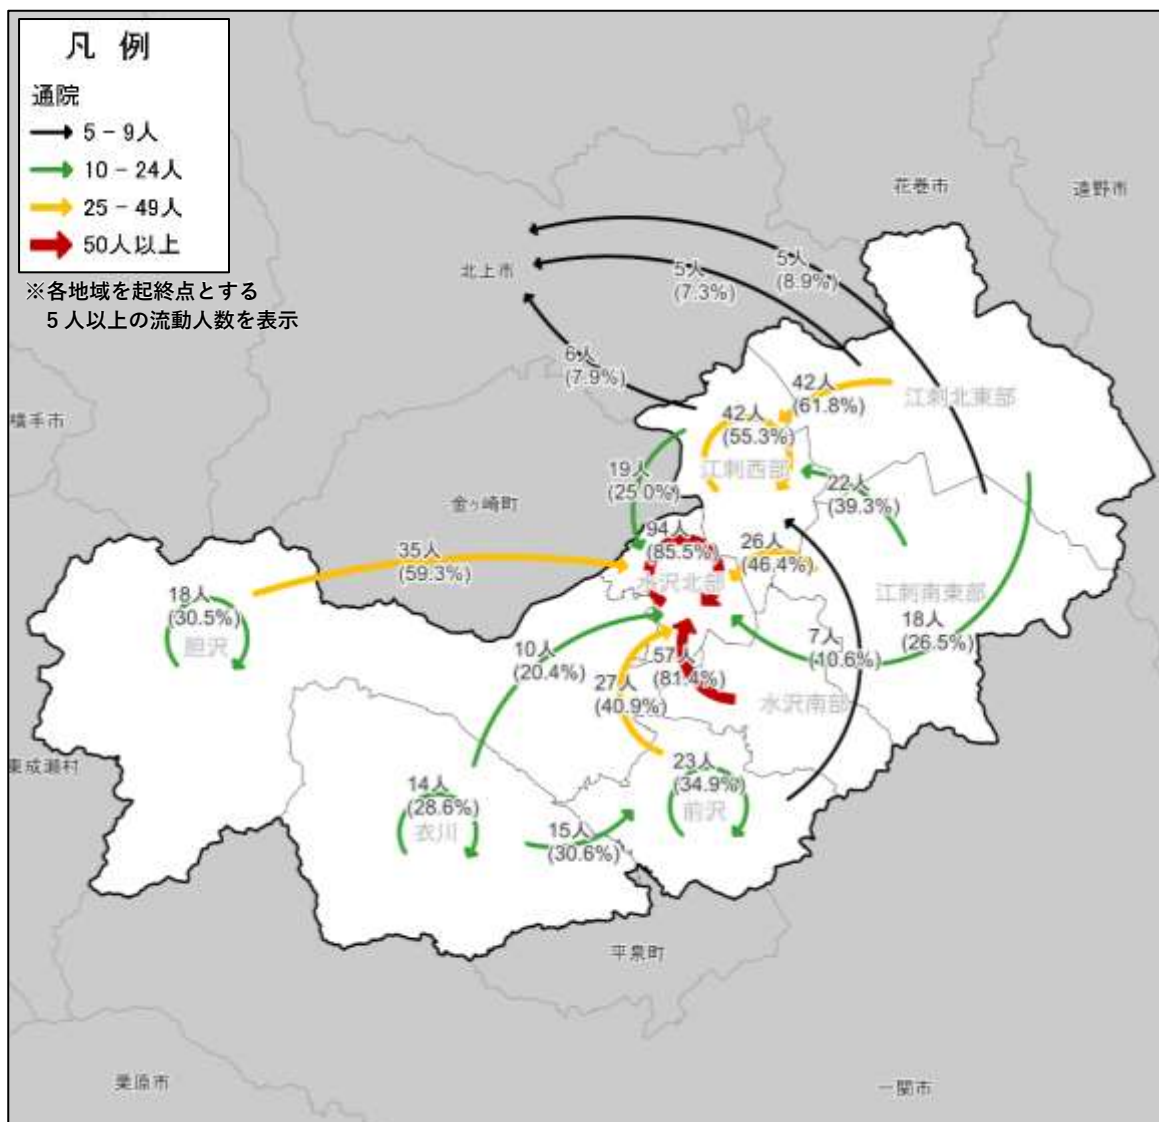 凡 例
通院
5 - 9人
10 - 24人
25 - 49人
50人以上
※各地域を起終点とする
5人以上の流動人数を表示
花巻市
遠野市
北上市
5人
(8.9%)
5人
(7.3%)
6人
(7.9%)
42人
(61.8%)
江刺北東部
横手市
42人
(55.3%)
江刺西部
19人
(25.0%)
22人
(39.3%)
金ヶ崎町
94人
(85.5%)
26人
(46.4%)
35人
(59.3%)
水沢北部
江刺南東部
18人
(30.5%)
胆沢
18人
(26.5%)
7人
(10.6%)
10人
(20.4%)
57人
(81.4%)
27人
(40.9%)
水沢南部
東成瀬村
23人
(34.9%)
前沢
14人
(28.6%)
衣川
15人
(30.6%)
平泉町
栗原市
一関市